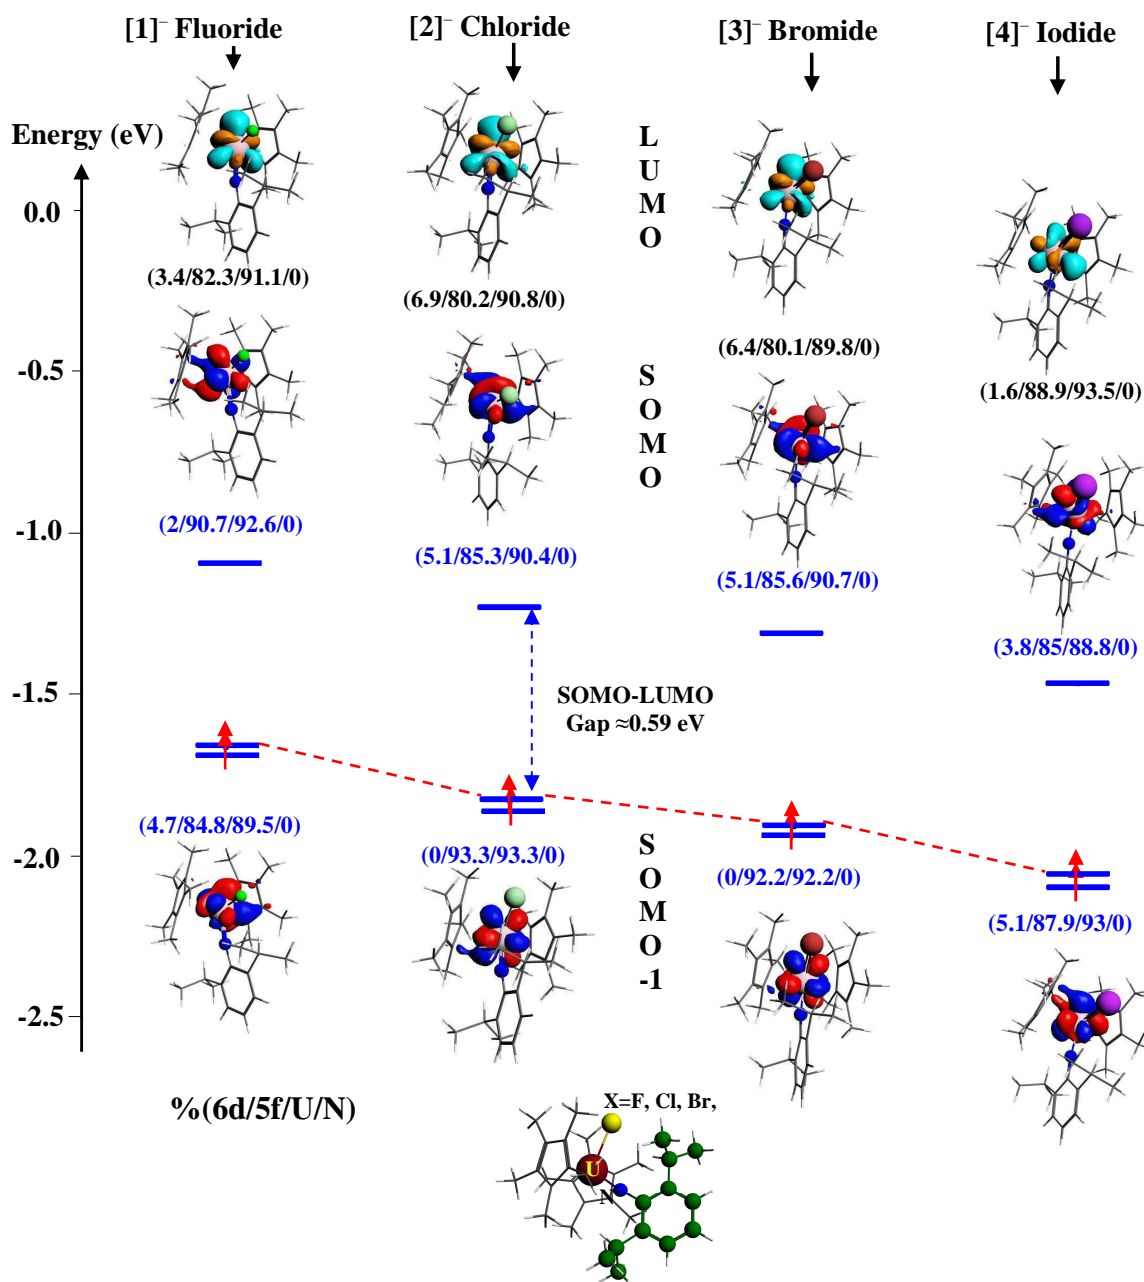 [1]⁻ Fluoride
[2]⁻ Chloride
[3]⁻ Bromide
[4]⁻ Iodide
Energy (eV)
L
U
M
O
0.0
(3.4/82.3/91.1/0)
(6.9/80.2/90.8/0)
(6.4/80.1/89.8/0)
(1.6/88.9/93.5/0)
-0.5
S
O
M
O
-1.0
(2/90.7/92.6/0)
(5.1/85.3/90.4/0)
(5.1/85.6/90.7/0)
(3.8/85/88.8/0)
-1.5
SOMO-LUMO
Gap ≈0.59 eV
(4.7/84.8/89.5/0)
(0/93.3/93.3/0)
(0/92.2/92.2/0)
(5.1/87.9/93/0)
-2.0
S
O
M
O
-1
-2.5
%(6d/5f/U/N)
X=F, Cl, Br,
U
N